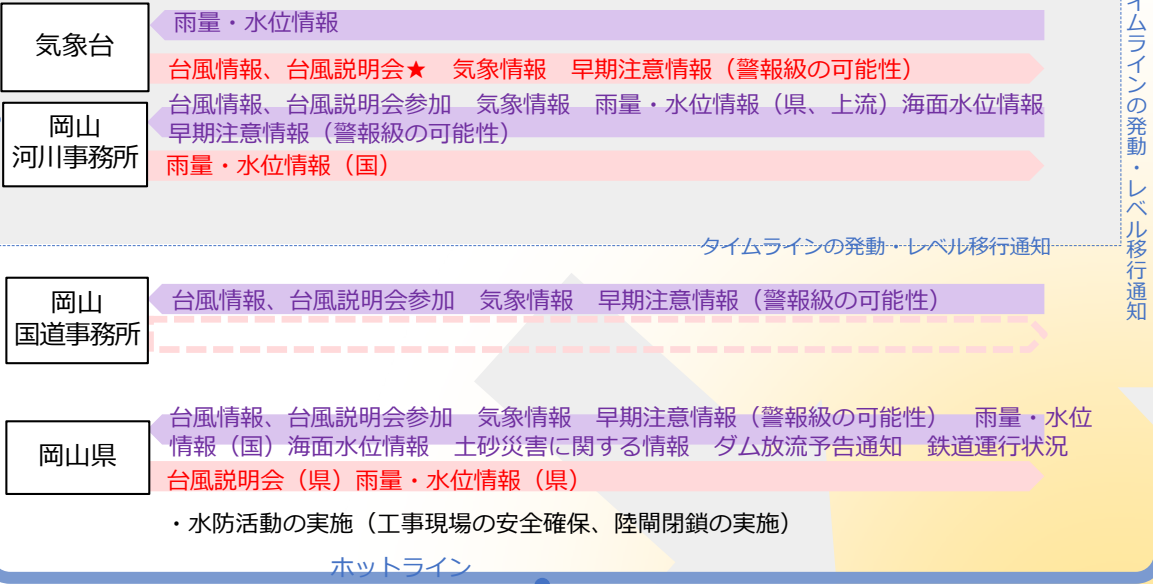 気象台
雨量・水位情報
台風情報、台風説明会★　気象情報　早期注意情報（警報級の可能性）
岡山
河川事務所
台風情報、台風説明会参加　気象情報　雨量・水位情報（県、上流）海面水位情報
早期注意情報（警報級の可能性）
雨量・水位情報（国）
タイムラインの発動・レベル移行通知
岡山
国道事務所
台風情報、台風説明会参加　気象情報　早期注意情報（警報級の可能性）
岡山県
台風情報、台風説明会参加　気象情報　早期注意情報（警報級の可能性）　雨量・水位
情報（国）海面水位情報　土砂災害に関する情報　ダム放流予告通知　鉄道運行状況
台風説明会（県）雨量・水位情報（県）
・水防活動の実施（工事現場の安全確保、陸閘閉鎖の実施）
ホットライン
イムラインの発動・レベル移行通知